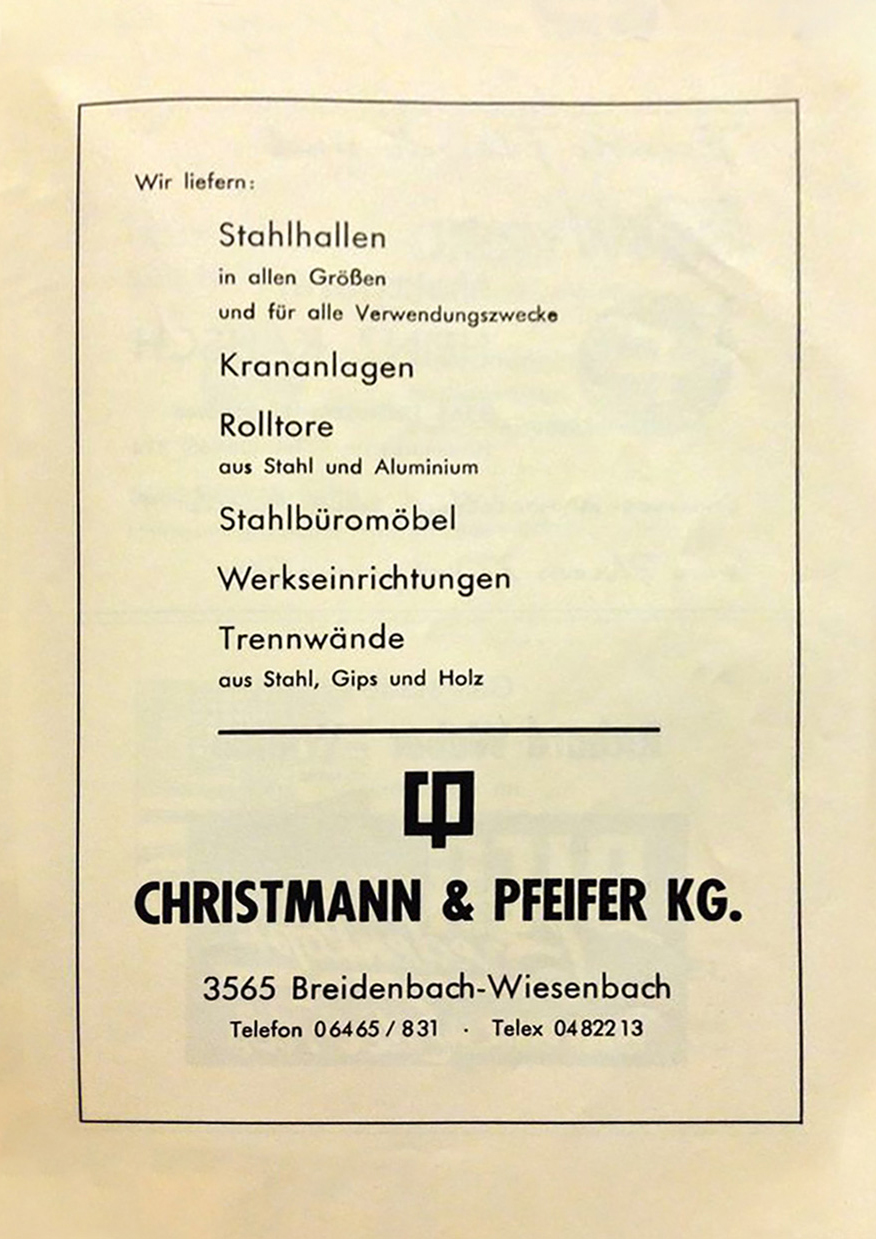 Wir liefern:
Stahlhallen
in allen Größen
und für alle Verwendungszwecke
Krananlagen
Rolltore
aus Stahl und Aluminium
Stahlbüromöbel
Werkseinrichtungen
Trennwände
aus Stahl, Gips und Holz
CP
CHRISTMANN & PFEIFER KG.
3565 Breidenbach-Wiesenbach
Telefon 06465/831 · Telex 0482213